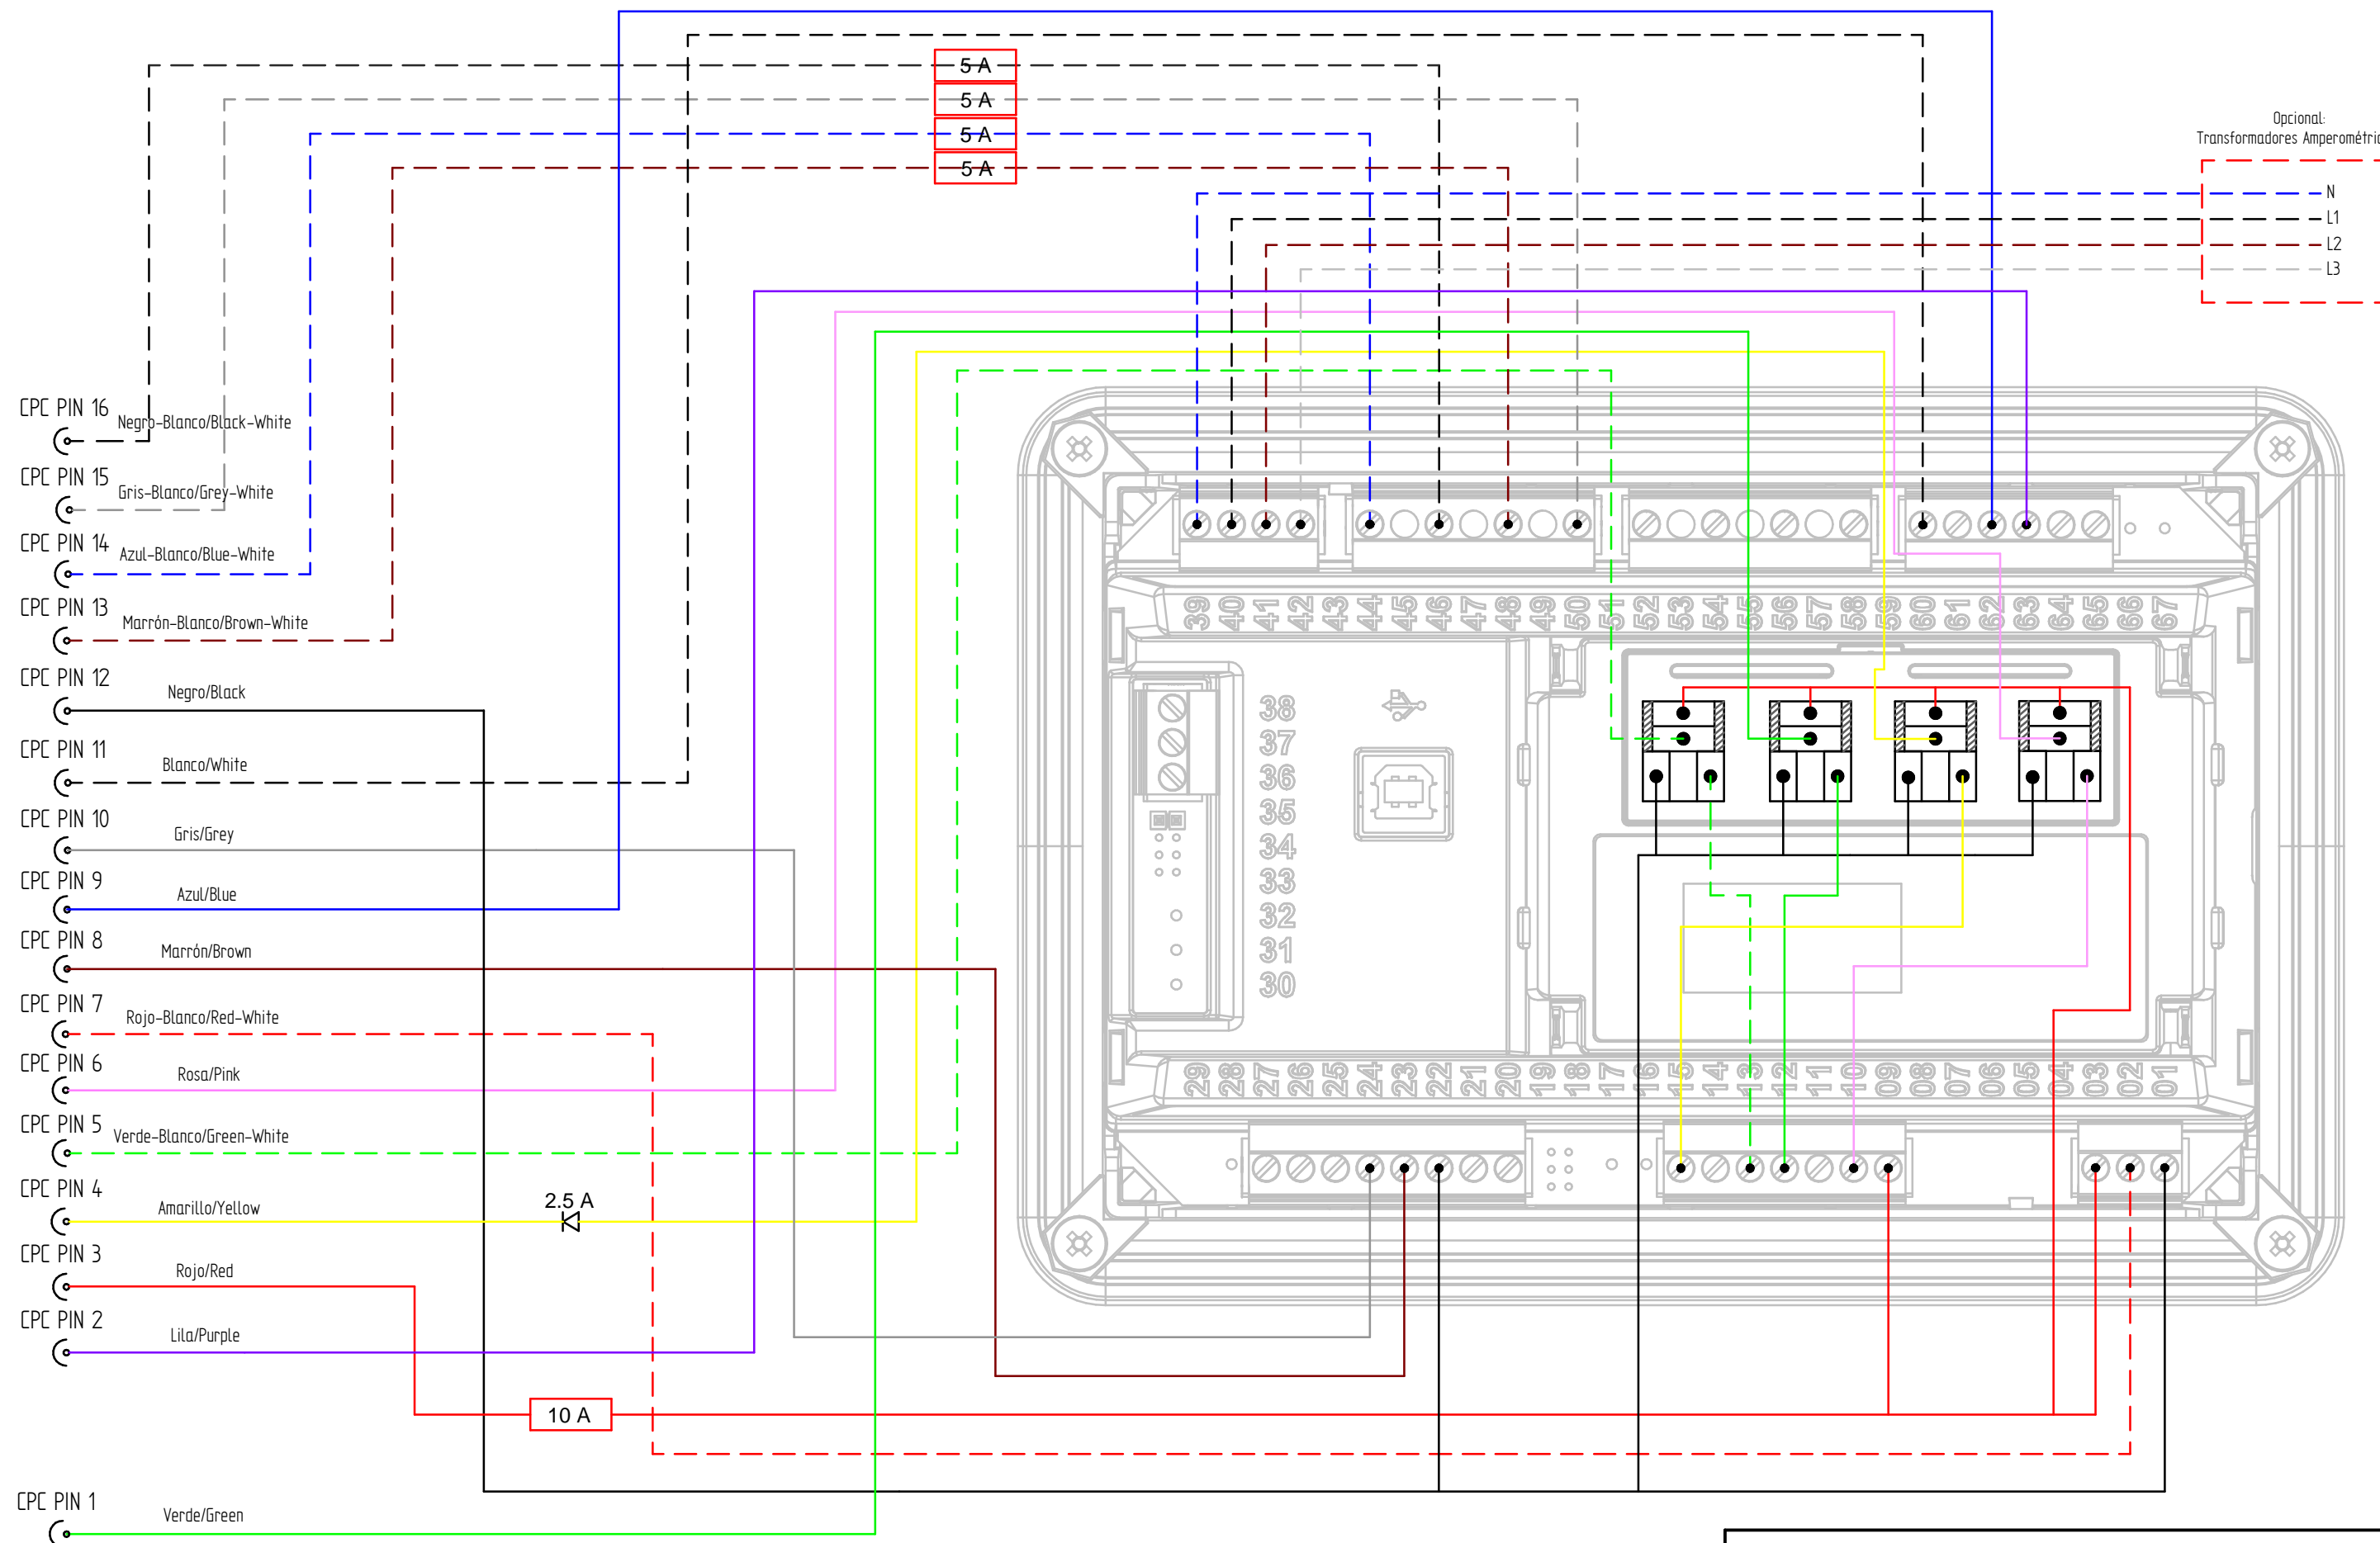 5 A
5 A
5 A
5 A
Opcional:
Transformadores Amperométric
N
L1
L2
L3
CPC PIN 16
Negro-Blanco/Black-White
CPC PIN 15
Gris-Blanco/Grey-White
CPC PIN 14
Azul-Blanco/Blue-White
CPC PIN 13
Marrón-Blanco/Brown-White
CPC PIN 12
Negro/Black
CPC PIN 11
Blanco/White
CPC PIN 10
Gris/Grey
CPC PIN 9
Azul/Blue
CPC PIN 8
Marrón/Brown
CPC PIN 7
Rojo-Blanco/Red-White
CPC PIN 6
Rosa/Pink
CPC PIN 5
Verde-Blanco/Green-White
CPC PIN 4
Amarillo/Yellow
2.5 A
CPC PIN 3
Rojo/Red
CPC PIN 2
Lila/Purple
10 A
CPC PIN 1
Verde/Green
39 40 41 42 43 44 45 46 47 48 49 50 51 52 53 54 55 56 57 58 59 60 61 62 63 64 65 66 67
38
37
36
35
34
33
32
31
30
29 28 27 26 25 24 23 22 21 20 19 18 17 16 15 14 13 12 11 10 09 08 07 06 05 04 03 02 01